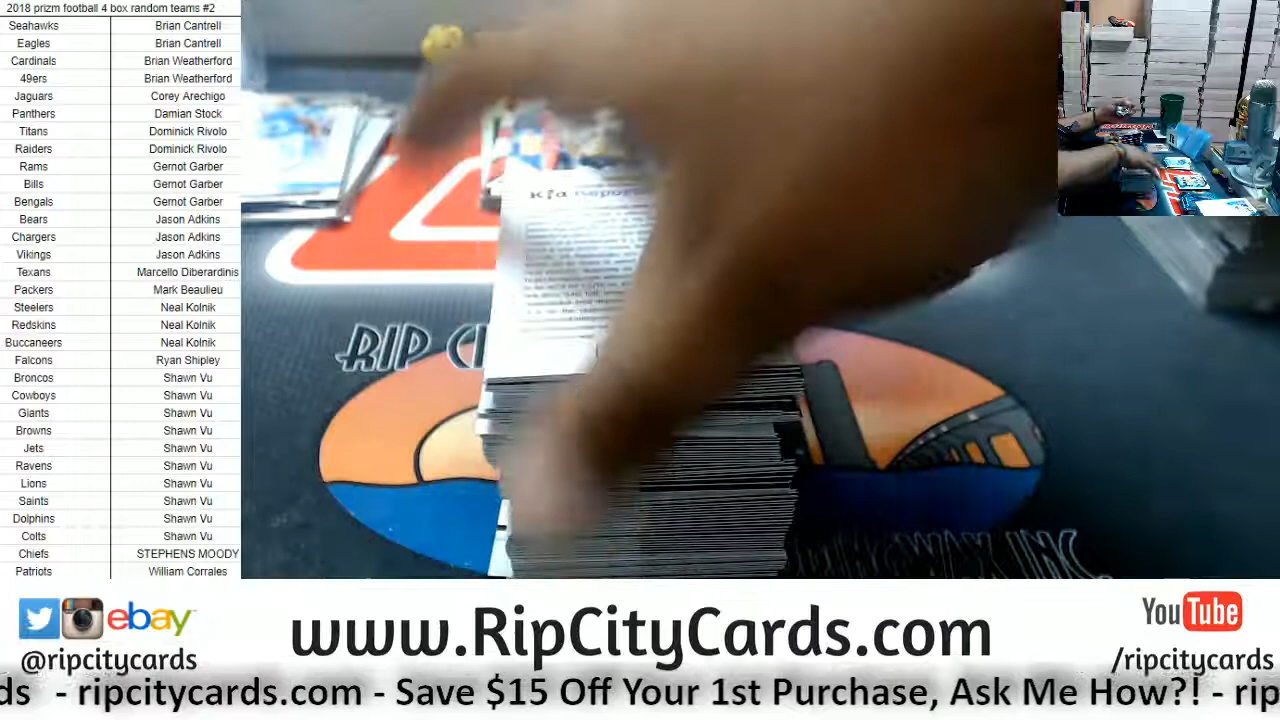 2018 prizm football 4 box random teams #2
Seahawks Brian Cantrell
Eagles Brian Cantrell
Cardinals Brian Weatherford
49ers Brian Weatherford
Jaguars Corey Arechigo
Panthers Damian Stock
Titans Dominick Rivolo
Raiders Dominick Rivolo
Rams Gernot Garber
Bills Gernot Garber
Bengals Gernot Garber
Bears Jason Adkins
Chargers Jason Adkins
Vikings Jason Adkins
Texans Marcello Diberardinis
Packers Mark Beaulieu
Steelers Neal Kolnik
Redskins Neal Kolnik
Buccaneers Neal Kolnik
Falcons Ryan Shipley
Broncos Shawn Vu
Cowboys Shawn Vu
Giants Shawn Vu
Browns Shawn Vu
Jets Shawn Vu
Ravens Shawn Vu
Lions Shawn Vu
Saints Shawn Vu
Dolphins Shawn Vu
Colts Shawn Vu
Chiefs STEPHENS MOODY
Patriots William Corrales
RIP
ebay
@ripcitycards
www.RipCityCards.com
YouTube
/ripcitycards
ds - ripcitycards.com - Save $15 Off Your 1st Purchase, Ask Me How?! - rip